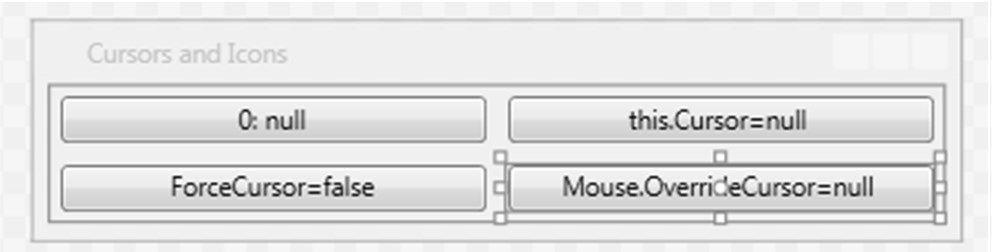 Cursors and Icons
0: null
this.Cursor=null
ForceCursor=false
Mouse.OverrideCursor=null